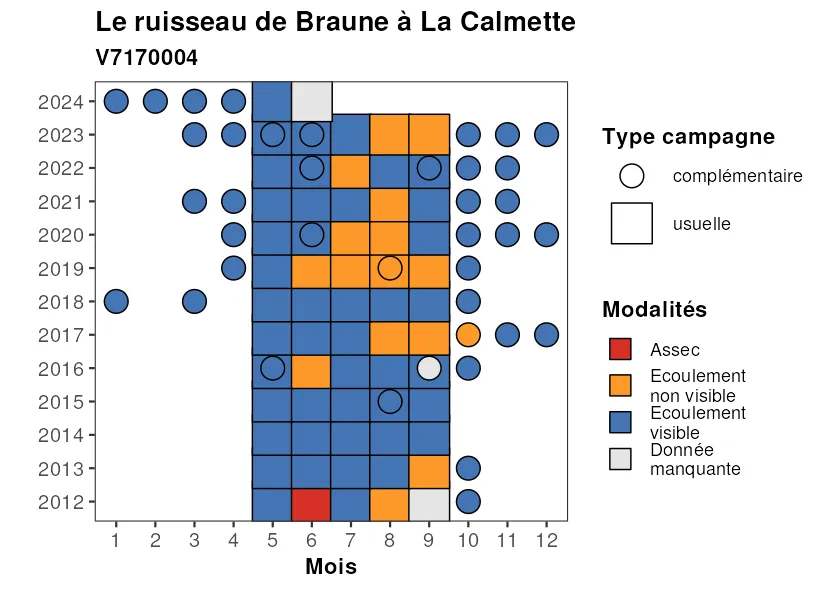 Le ruisseau de Braune à La Calmette
V7170004
2024
2023
2022
2021
2020
2019
2018
2017
2016
2015
2014
2013
2012
1 2 3 4 5 6 7 8 9 10 11 12
Mois
Type campagne
complémentaire
usuelle
Modalités
Assec
Ecoulement
non visible
Ecoulement
visible
Donnée
manquante